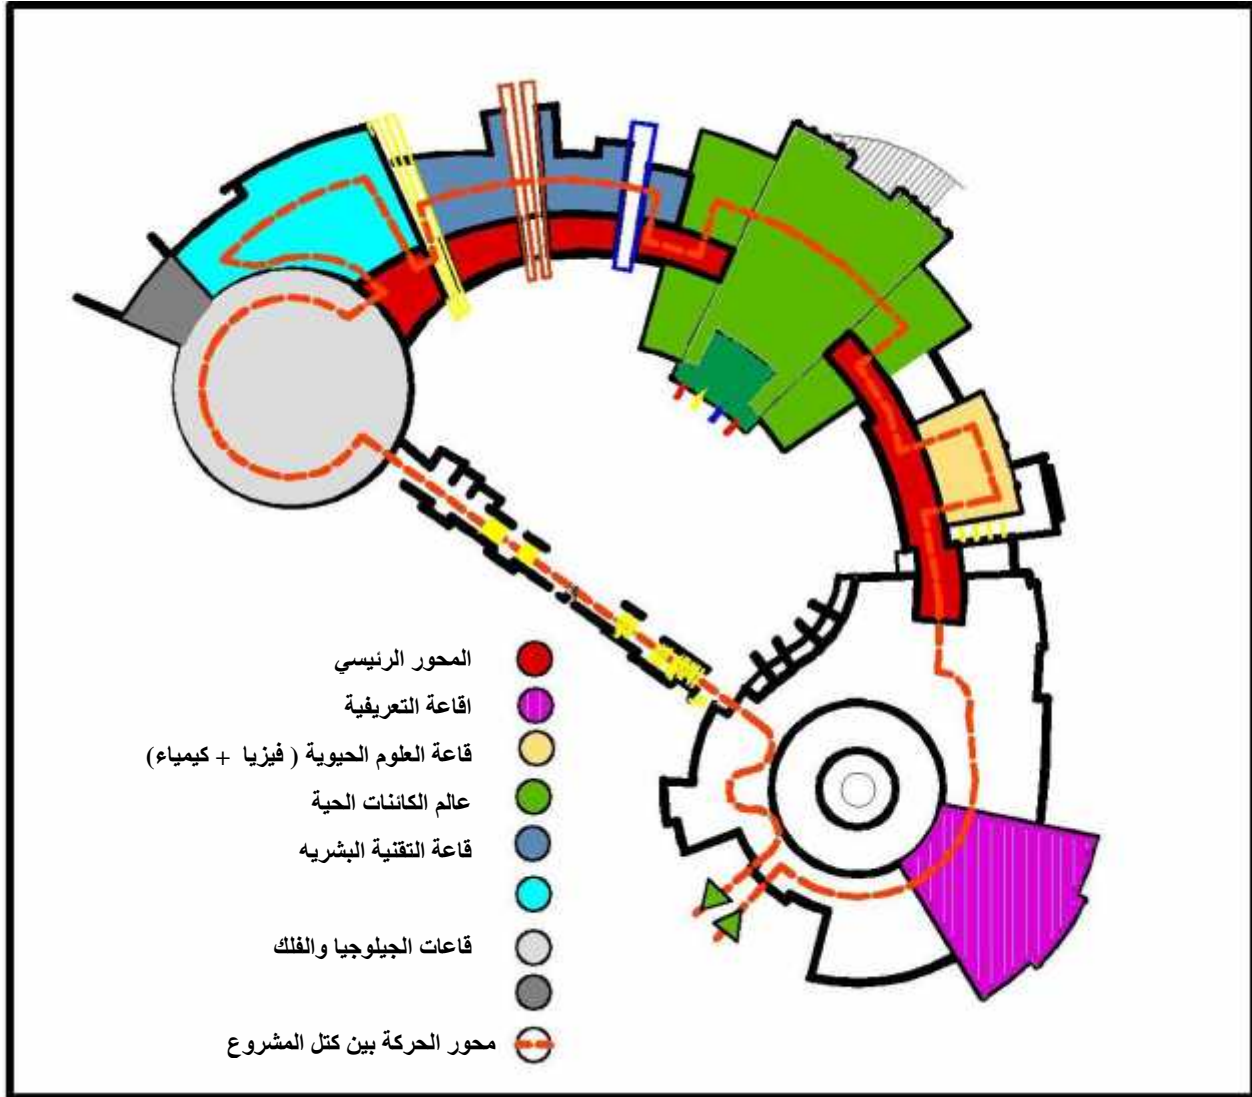 المحور الرئيسي
اقاعة التعريفية
قاعة العلوم الحيوية ( فيزيا + كيمياء)
عالم الكائنات الحية
قاعة التقنية البشريه
قاعات الجيلوجيا والفلك
محور الحركة بين كتل المشروع